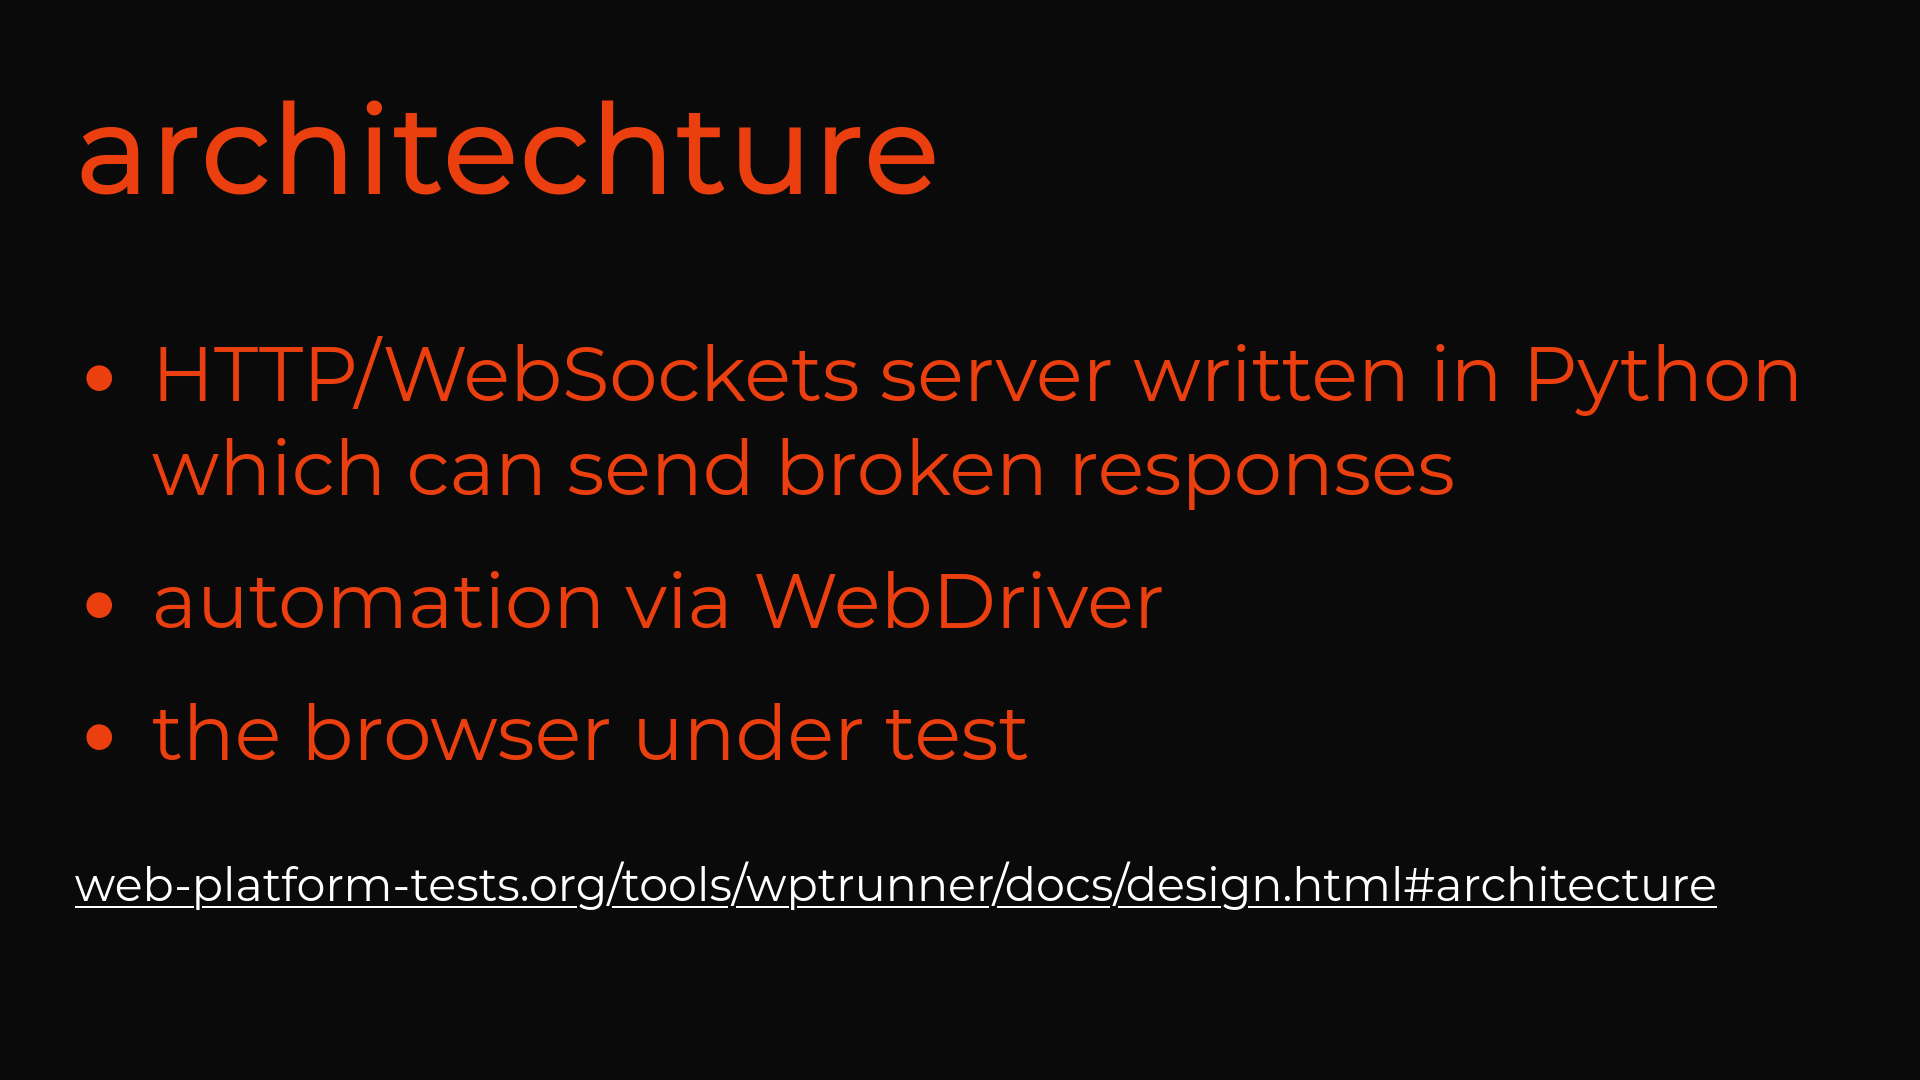 architechture
• HTTP/WebSockets server written in Python
which can send broken responses
• automation via WebDriver
• the browser under test
web-platform-tests.org/tools/wptrunner/docs/design.html#architecture